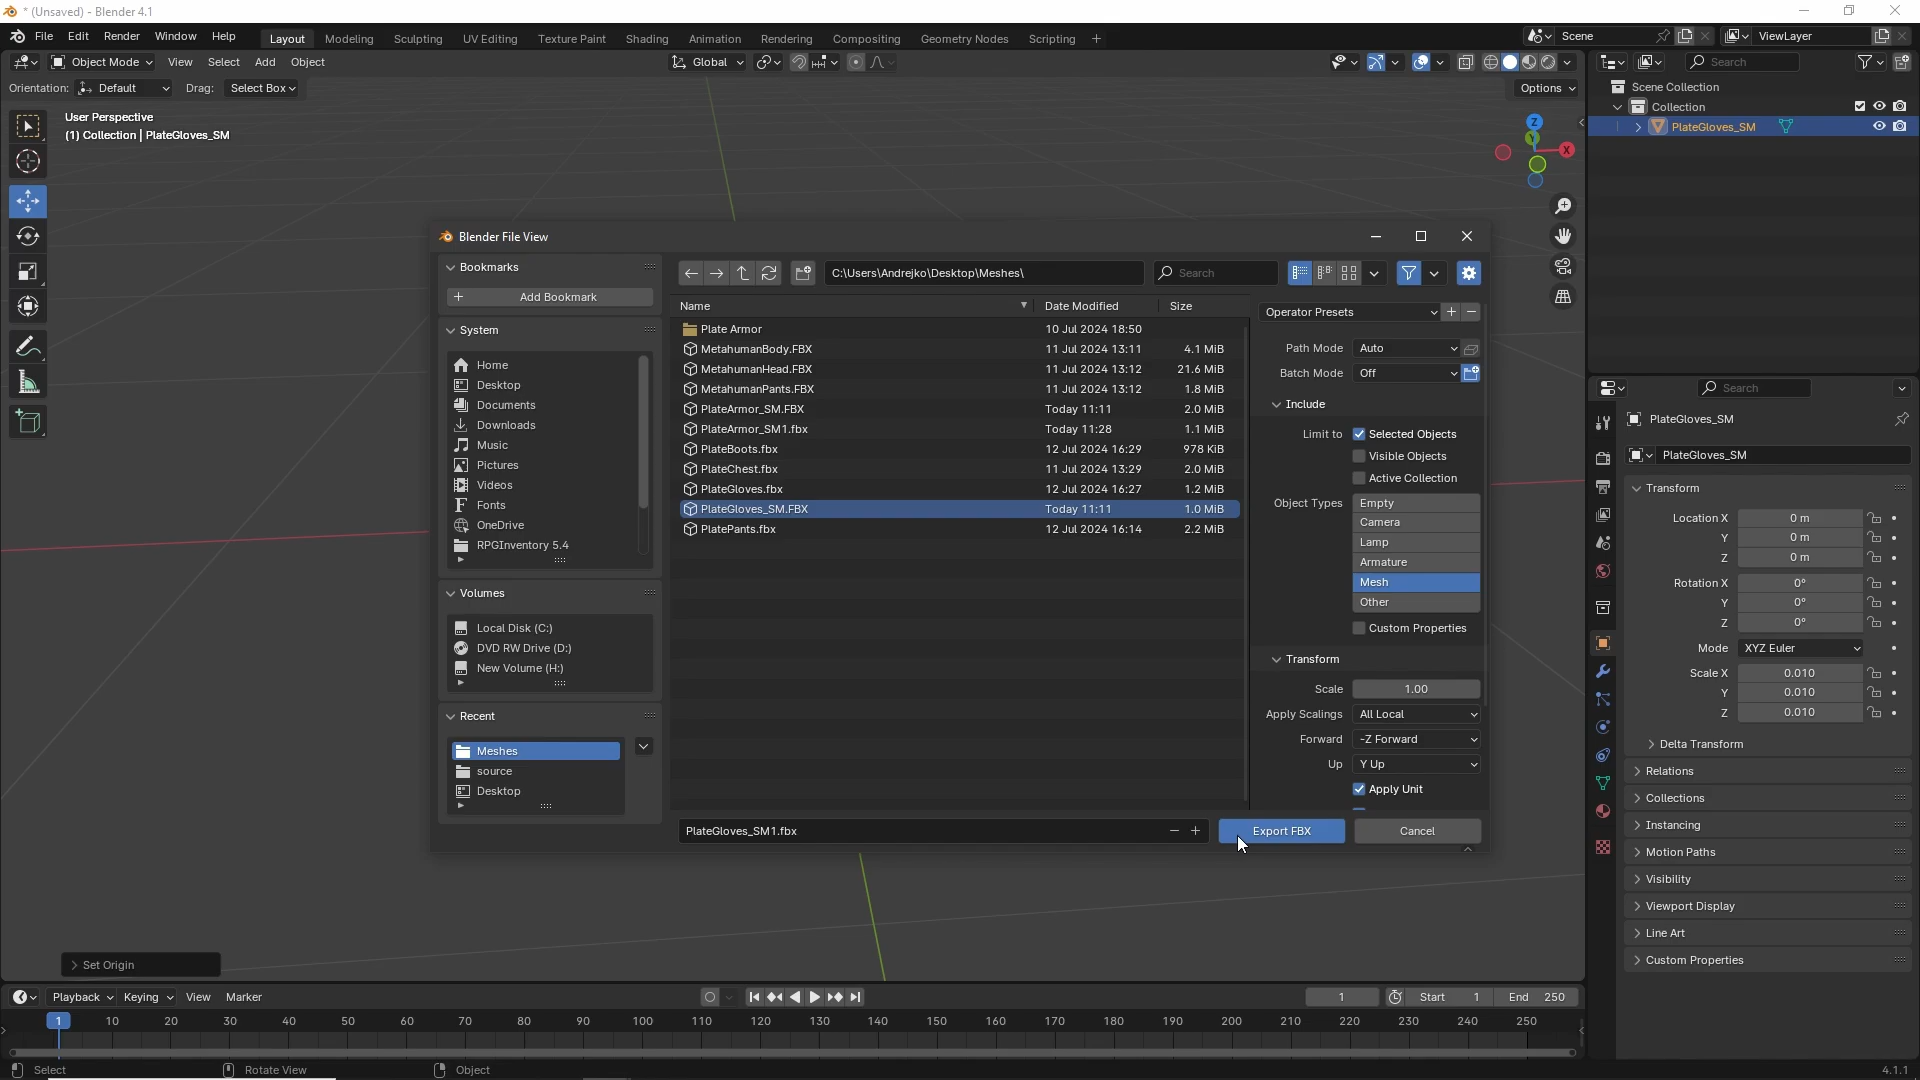 * (Unsaved) - Blender 4.1
File Edit Render Window Help
Layout Modeling Sculpting UV Editing Texture Paint Shading Animation Rendering Compositing Geometry Nodes Scripting +
Scene
ViewLayer
Object Mode View Select Add Object
Global
Search
Orientation: Default Drag: Select Box
Options
User Perspective
(1) Collection | PlateGloves_SM
Z
Y
X
Scene Collection
Collection
PlateGloves_SM
Blender File View
Bookmarks
Add Bookmark
System
Home
Desktop
Documents
Downloads
Music
Pictures
Videos
Fonts
OneDrive
RPGInventory 5.4
Volumes
Local Disk (C:)
DVD RW Drive (D:)
New Volume (H:)
Recent
Meshes
source
Desktop
C:\Users\Andrejko\Desktop\Meshes\
Search
Name Date Modified Size
Plate Armor 10 Jul 2024 18:50
MetahumanBody.FBX 11 Jul 2024 13:11 4.1 MiB
MetahumanHead.FBX 11 Jul 2024 13:12 21.6 MiB
MetahumanPants.FBX 11 Jul 2024 13:12 1.8 MiB
PlateArmor_SM.FBX Today 11:11 2.0 MiB
PlateArmor_SM1.fbx Today 11:28 1.1 MiB
PlateBoots.fbx 12 Jul 2024 16:29 978 KiB
PlateChest.fbx 11 Jul 2024 13:29 2.0 MiB
PlateGloves.fbx 12 Jul 2024 16:27 1.2 MiB
PlateGloves_SM.FBX Today 11:11 1.0 MiB
PlatePants.fbx 12 Jul 2024 16:14 2.2 MiB
PlateGloves_SM1.fbx
Export FBX
Cancel
Operator Presets
Path Mode Auto
Batch Mode Off
Include
Limit to Selected Objects
Visible Objects
Active Collection
Object Types Empty
Camera
Lamp
Armature
Mesh
Other
Custom Properties
Transform
Scale 1.00
Apply Scalings All Local
Forward -Z Forward
Up Y Up
Apply Unit
Search
PlateGloves_SM
PlateGloves_SM
Transform
Location X 0 m
Y 0 m
Z 0 m
Rotation X 0°
Y 0°
Z 0°
Mode XYZ Euler
Scale X 0.010
Y 0.010
Z 0.010
Delta Transform
Relations
Collections
Instancing
Motion Paths
Visibility
Viewport Display
Line Art
Custom Properties
Set Origin
Playback Keying View Marker
1
Start 1
End 250
1 10 20 30 40 50 60 70 80 90 100 110 120 130 140 150 160 170 180 190 200 210 220 230 240 250
Select Rotate View Object
4.1.1